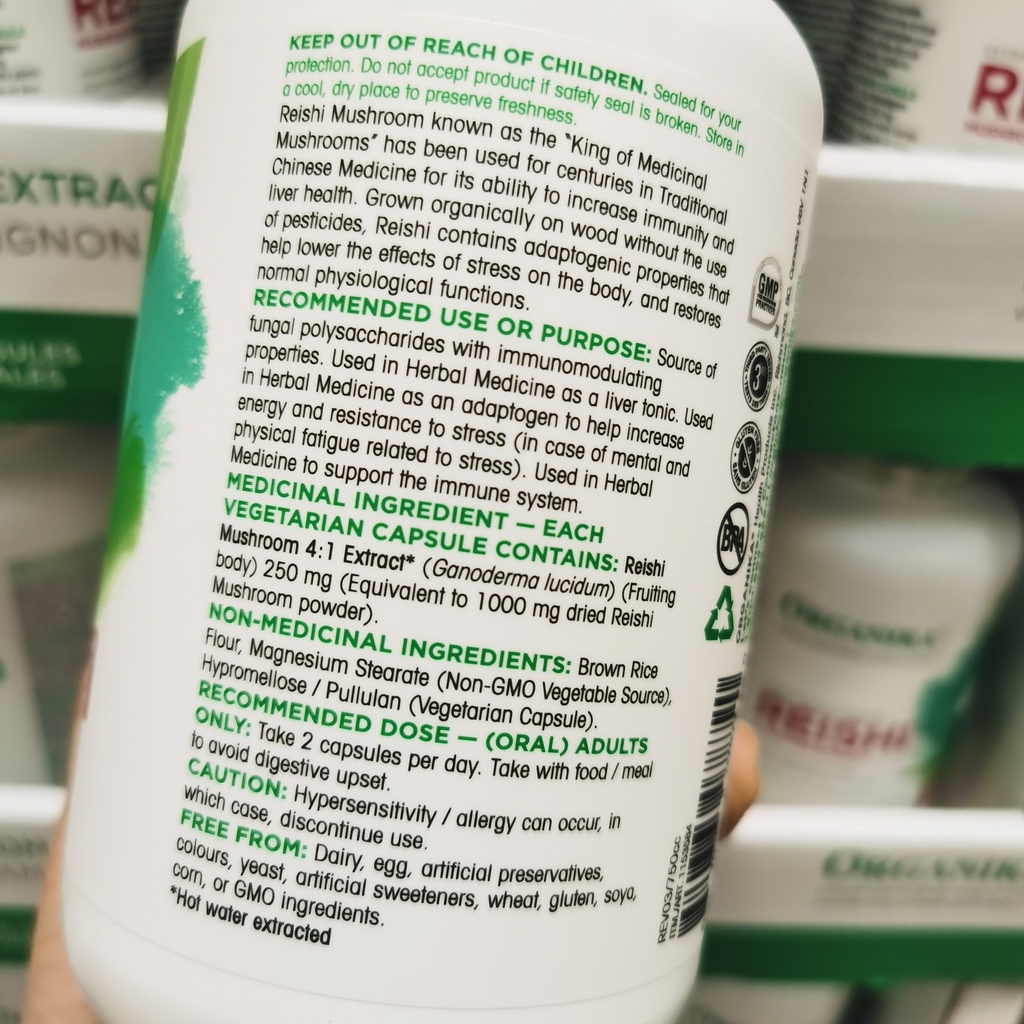 KEEP OUT OF REACH OF CHILDREN. Sealed for your
protection. Do not accept product if safety seal is broken. Store in
a cool, dry place to preserve freshness.
Reishi Mushroom known as the “King of Medicinal
Mushrooms” has been used for centuries in Traditional
Chinese Medicine for its ability to increase immunity and
liver health. Grown organically on wood without the use
of pesticides, Reishi contains adaptogenic properties that
help lower the effects of stress on the body, and restores
normal physiological functions.
RECOMMENDED USE OR PURPOSE: Source of
fungal polysaccharides with immunomodulating
properties. Used in Herbal Medicine as a liver tonic. Used
in Herbal Medicine as an adaptogen to help increase
energy and resistance to stress (in case of mental and
physical fatigue related to stress). Used in Herbal
Medicine to support the immune system.
MEDICINAL INGREDIENT — EACH
VEGETARIAN CAPSULE CONTAINS: Reishi
Mushroom 4:1 Extract* (Ganoderma lucidum) (Fruiting
body) 250 mg (Equivalent to 1000 mg dried Reishi
Mushroom powder).
NON-MEDICINAL INGREDIENTS: Brown Rice
Flour, Magnesium Stearate (Non-GMO Vegetable Source),
Hypromellose / Pullulan (Vegetarian Capsule).
RECOMMENDED DOSE — (ORAL) ADULTS
ONLY: Take 2 capsules per day. Take with food / meal
to avoid digestive upset.
CAUTION: Hypersensitivity / allergy can occur, in
which case, discontinue use.
FREE FROM: Dairy, egg, artificial preservatives,
colours, yeast, artificial sweeteners, wheat, gluten, soya,
corn, or GMO ingredients.
*Hot water extracted
GMP
3
BPA
REV03/750cc
ORGANIKA
REISHI
ORGANIK
EXTRAC
GNON
RE